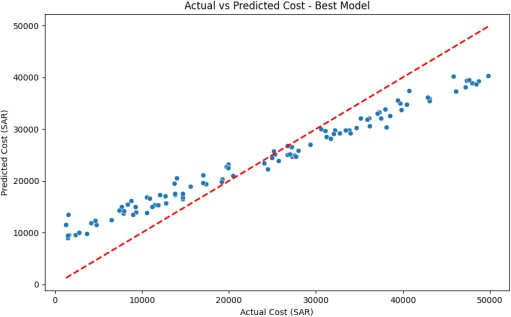 Actual vs Predicted Cost - Best Model
50000
40000
30000
20000
10000
0
Predicted Cost (SAR)
0 10000 20000 30000 40000 50000
Actual Cost (SAR)